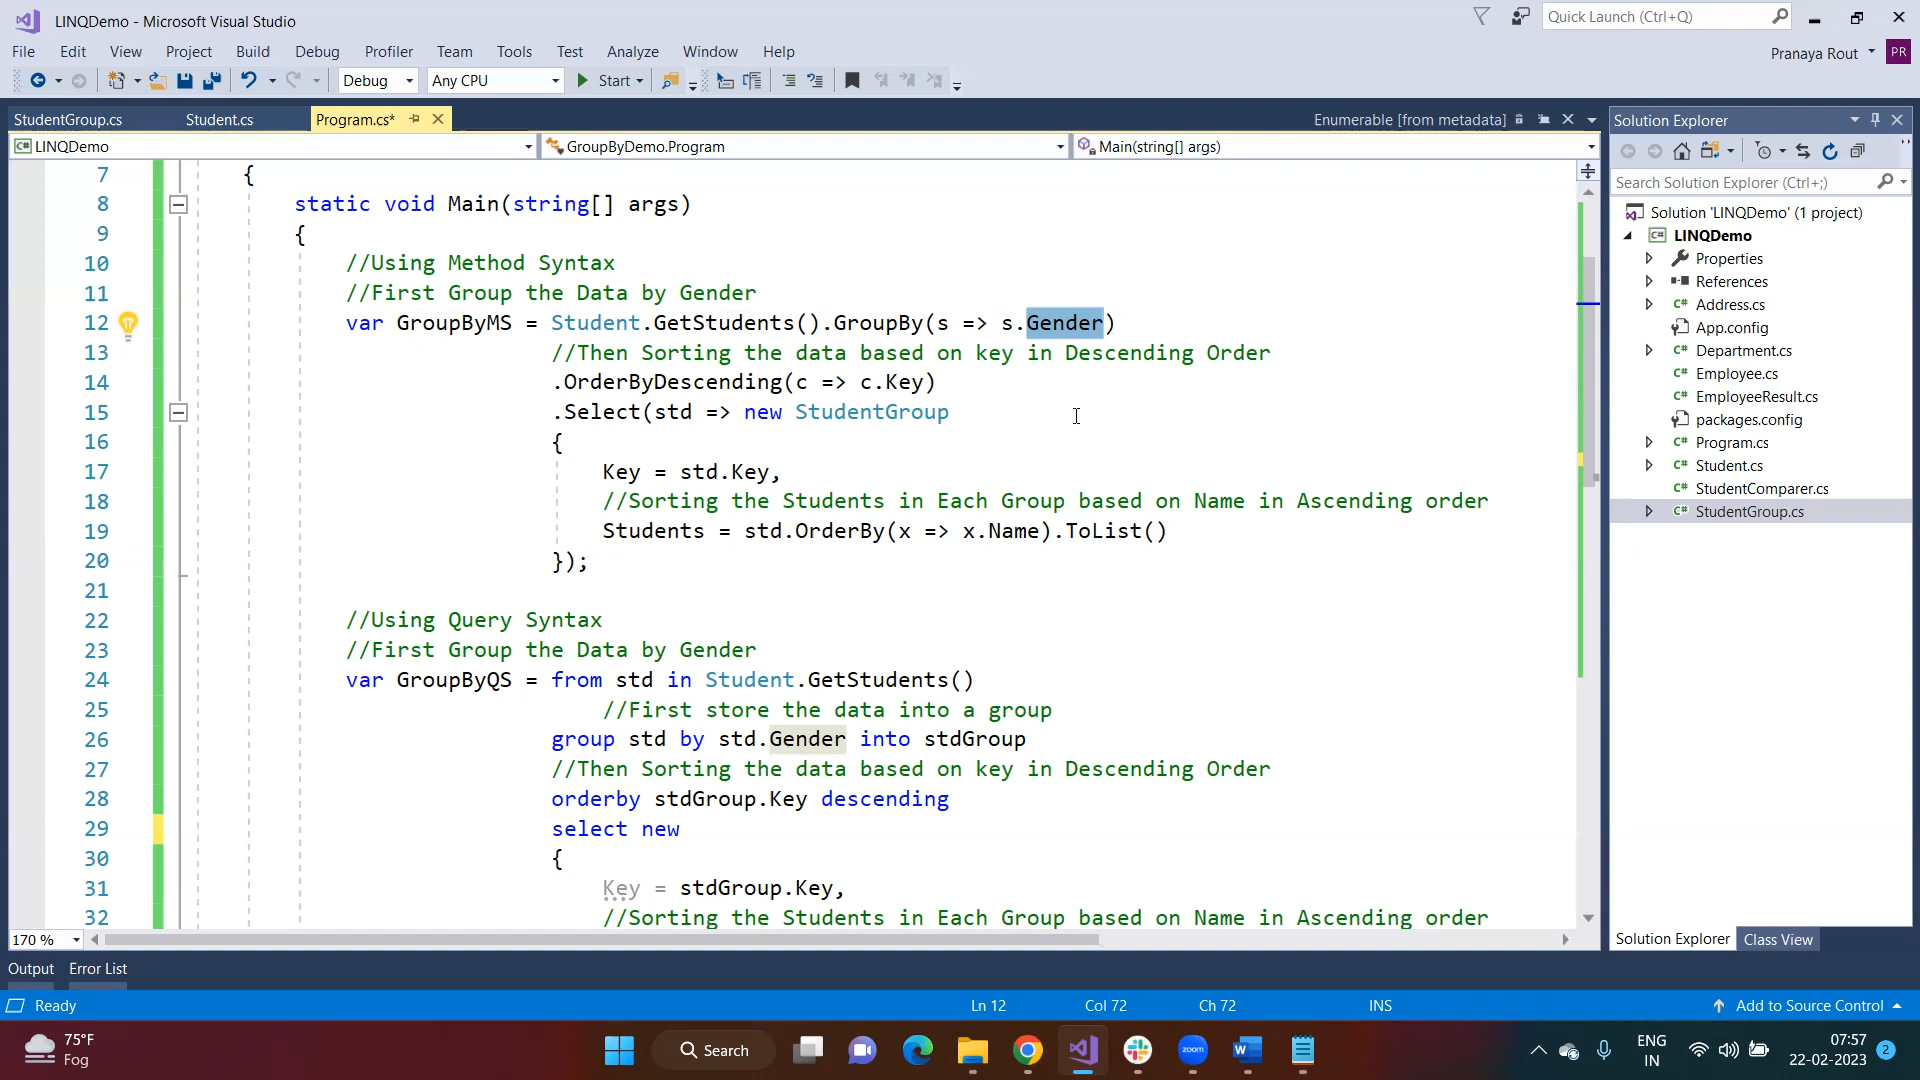 LINQDemo - Microsoft Visual Studio
Quick Launch (Ctrl+Q)
File Edit View Project Build Debug Profiler Team Tools Test Analyze Window Help
Pranaya Rout PR
Debug Any CPU Start
StudentGroup.cs Student.cs Program.cs* Enumerable [from metadata]
LINQDemo GroupByDemo.Program Main(string[] args)
7 {
8 static void Main(string[] args)
9 {
10 //Using Method Syntax
11 //First Group the Data by Gender
12 var GroupByMS = Student.GetStudents().GroupBy(s => s.Gender)
13 //Then Sorting the data based on key in Descending Order
14 .OrderByDescending(c => c.Key)
15 .Select(std => new StudentGroup
16 {
17 Key = std.Key,
18 //Sorting the Students in Each Group based on Name in Ascending order
19 Students = std.OrderBy(x => x.Name).ToList()
20 });
21
22 //Using Query Syntax
23 //First Group the Data by Gender
24 var GroupByQS = from std in Student.GetStudents()
25 //First store the data into a group
26 group std by std.Gender into stdGroup
27 //Then Sorting the data based on key in Descending Order
28 orderby stdGroup.Key descending
29 select new
30 {
31 Key = stdGroup.Key,
32 //Sorting the Students in Each Group based on Name in Ascending order
170 %
Solution Explorer
Search Solution Explorer (Ctrl+;)
Solution 'LINQDemo' (1 project)
C# LINQDemo
Properties
References
C# Address.cs
App.config
C# Department.cs
C# Employee.cs
C# EmployeeResult.cs
packages.config
C# Program.cs
C# Student.cs
C# StudentComparer.cs
C# StudentGroup.cs
Solution Explorer Class View
Output Error List
Ready Ln 12 Col 72 Ch 72 INS Add to Source Control
75°F
Fog
Search
zoom
W
ENG
IN
07:57
22-02-2023
2